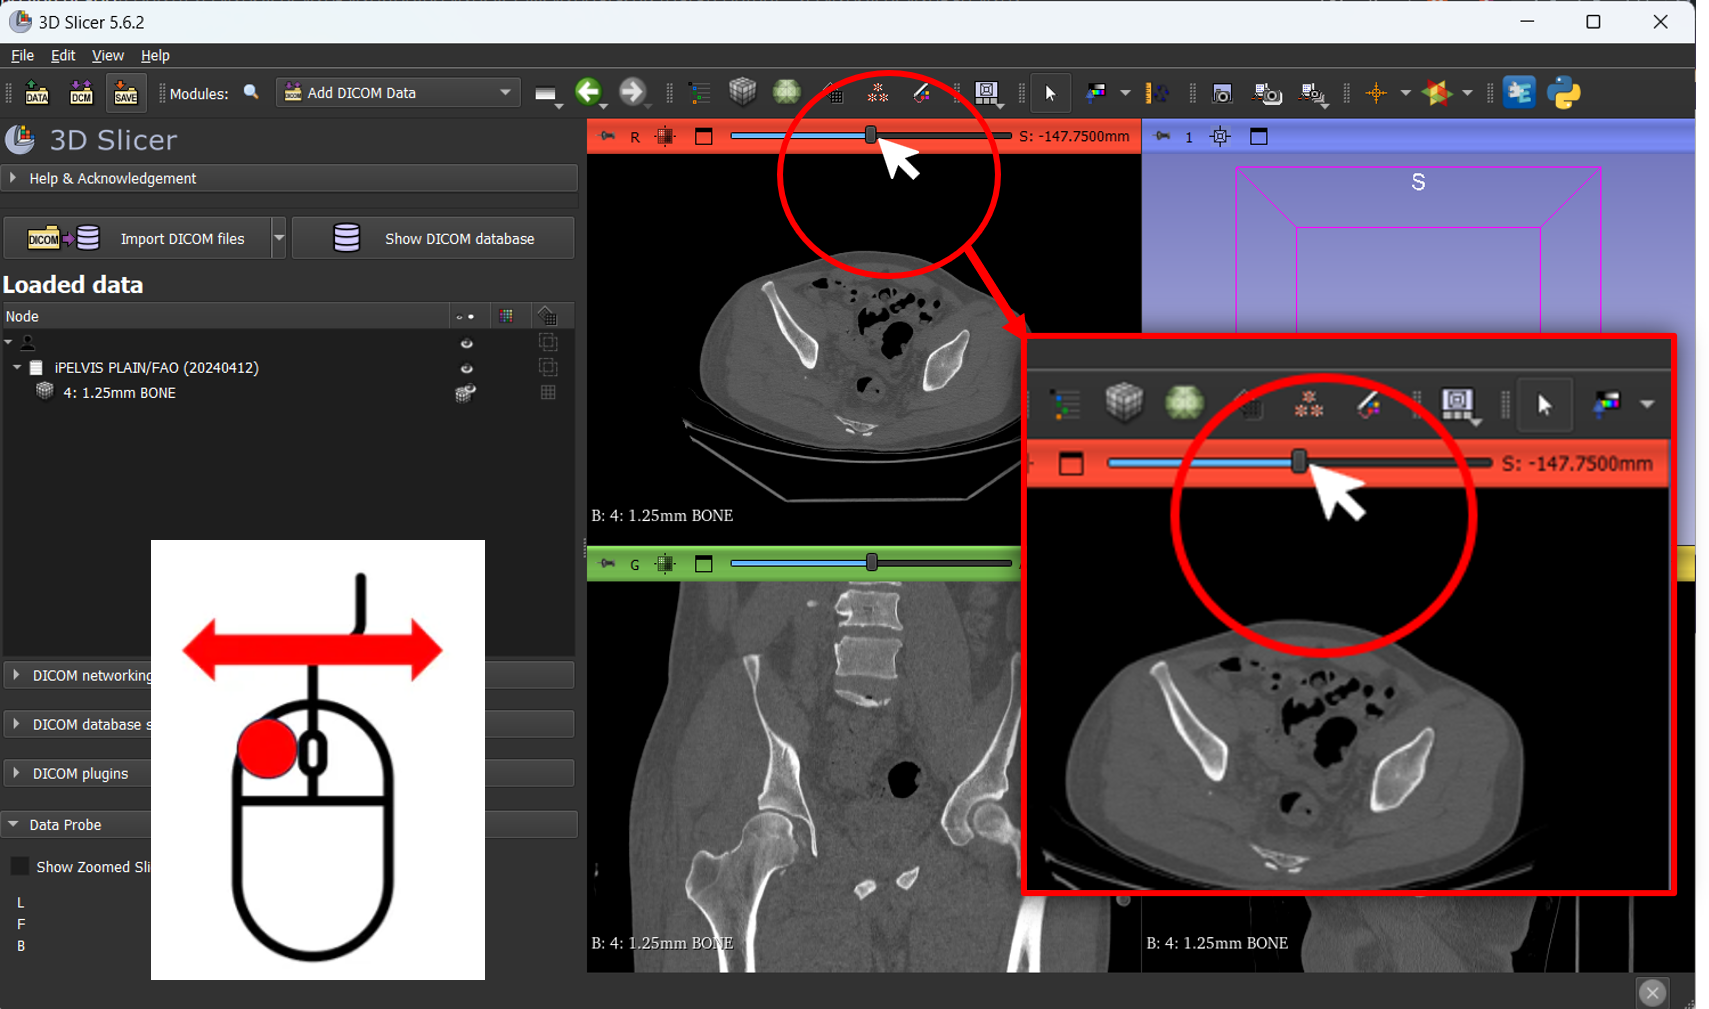 3D Slicer 5.6.2
File Edit View Help
DATA DCM SAVE Modules: DICOM Add DICOM Data
3D Slicer
Help & Acknowledgement
DICOM Import DICOM files Show DICOM database
Loaded data
Node
iPELVIS PLAIN/FAO (20240412)
4: 1.25mm BONE
DICOM networking
DICOM database s
DICOM plugins
Data Probe
Show Zoomed Sli
L
F
B
R S: -147.7500mm
B: 4: 1.25mm BONE
1
S
S: -147.7500mm
G
B: 4: 1.25mm BONE
B: 4: 1.25mm BONE